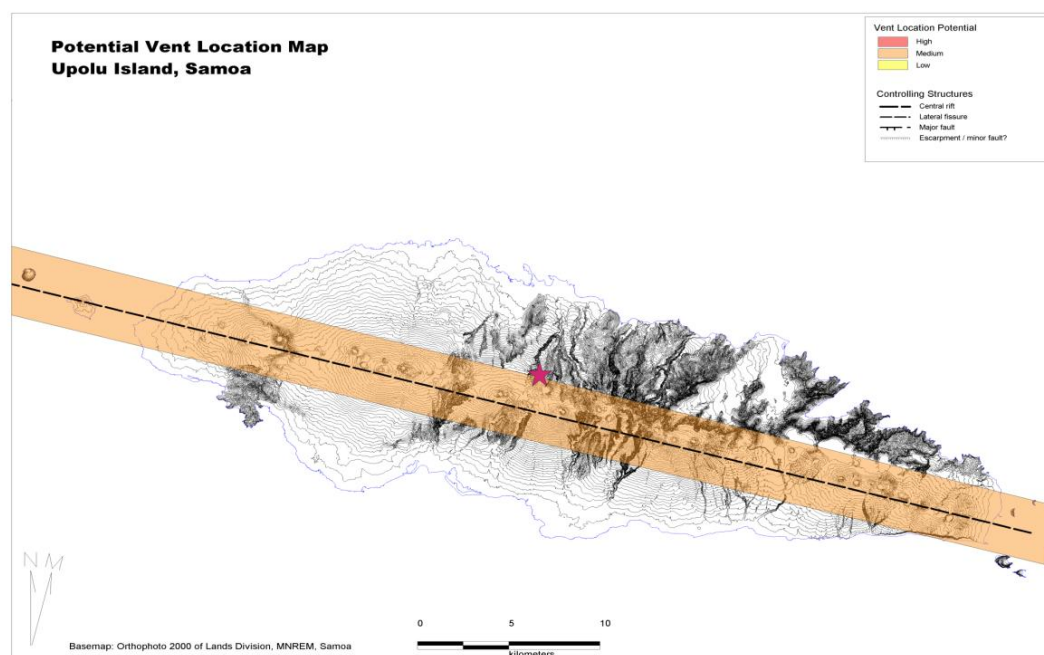 Potential Vent Location Map
Upolu Island, Samoa
Vent Location Potential
High
Medium
Low
Controlling Structures
Central rift
Lateral fissure
Major fault
Escarpment / minor fault?
N M
0 5 10
kilometers
Basemap: Orthophoto 2000 of Lands Division, MNREM, Samoa